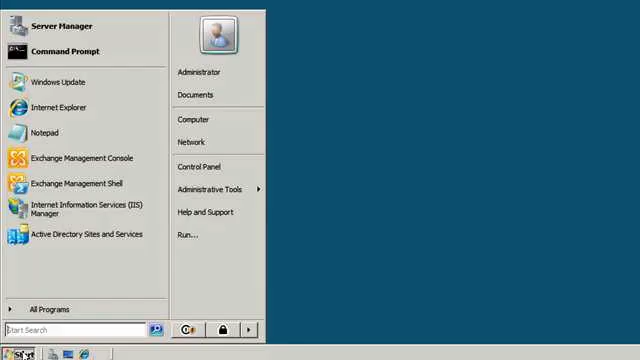 Server Manager
Command Prompt
Windows Update
Internet Explorer
Notepad
Exchange Management Console
Exchange Management Shell
Internet Information Services (IIS)
Manager
Active Directory Sites and Services
All Programs
Start Search
Administrator
Documents
Computer
Network
Control Panel
Administrative Tools
Help and Support
Run...
Start